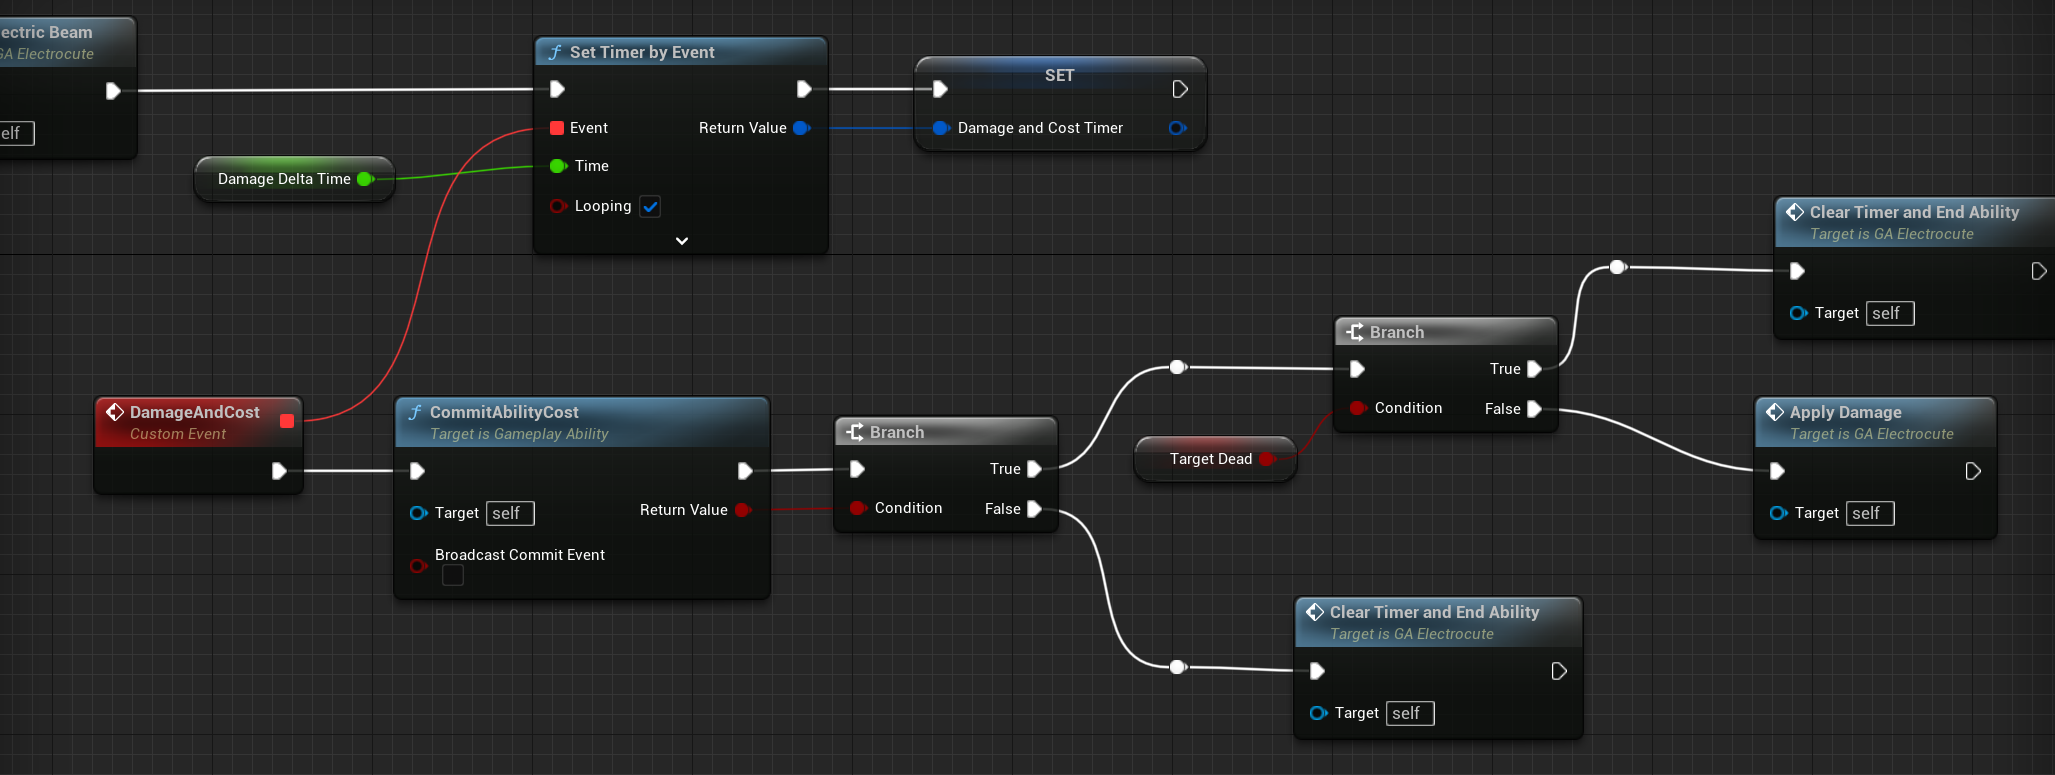 ectric Beam
GA Electrocute
self
Set Timer by Event
Event
Return Value
Time
Looping
SET
Damage and Cost Timer
Damage Delta Time
Clear Timer and End Ability
Target is GA Electrocute
Target self
Branch
True
Condition
False
Target Dead
DamageAndCost
Custom Event
CommitAbilityCost
Target is Gameplay Ability
Target self
Return Value
Broadcast Commit Event
Branch
True
Condition
False
Apply Damage
Target is GA Electrocute
Target self
Clear Timer and End Ability
Target is GA Electrocute
Target self